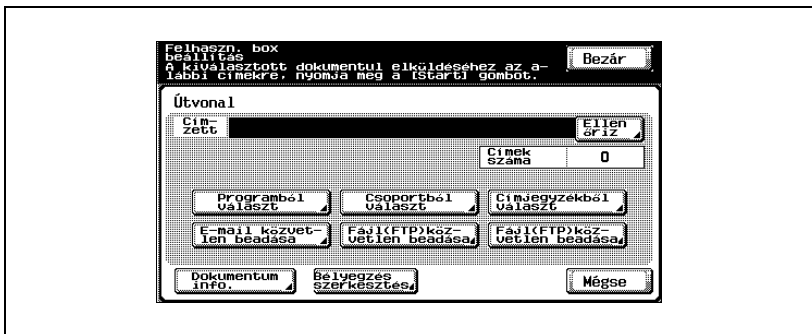 Felhaszn. box
beállítás
A kiválasztott dokumentul elküldéséhez az a-
lábbi címekre, nyomja meg a [Start] gombot.
Bezár
Útvonal
Cím-
zett
Ellen
őriz
Címek
száma
0
Programból
választ
Csoportból
választ
Címjegyzékből
választ
E-mail közvet-
len beadása
Fájl(FTP)köz-
vetlen beadása
Fájl(FTP)köz-
vetlen beadása
Dokumentum
info.
Bélyegzés
szerkesztés
Mégse